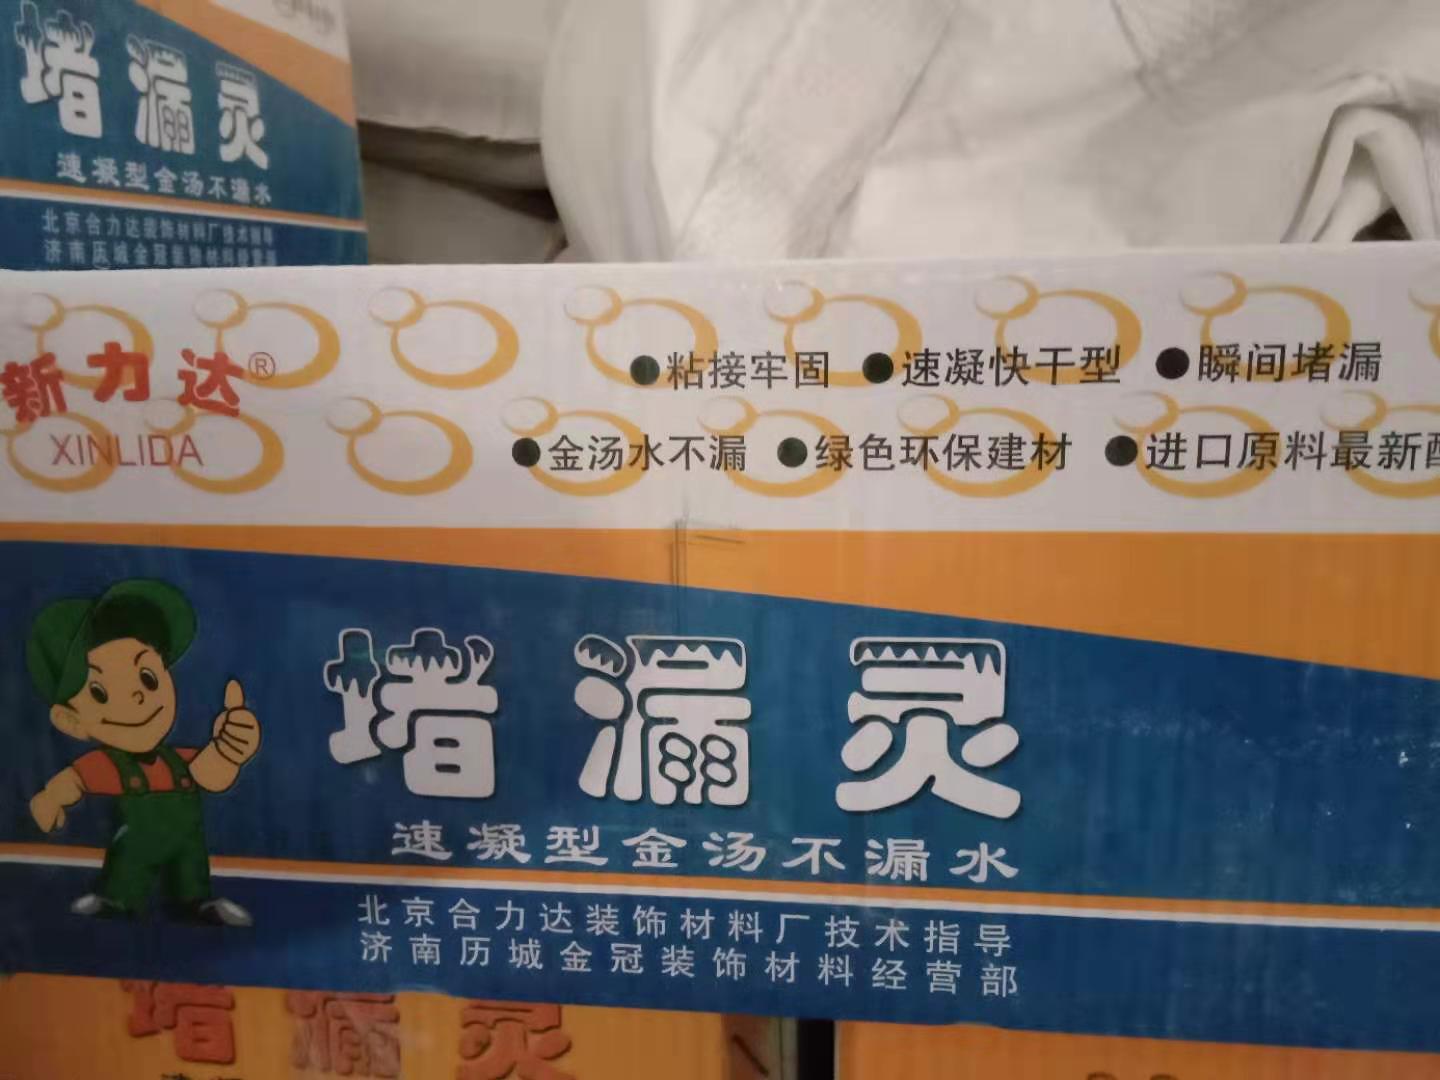 堵漏灵
速凝型金汤不漏水
北京合力达装饰材料厂技术指导
济南历城金冠装饰材料经营部
新力达®
XINLIDA
●粘接牢固 ●速凝快干型 ●瞬间堵漏
●金汤水不漏 ●绿色环保建材 ●进口原料最新配
堵漏灵
速凝型金汤不漏水
北京合力达装饰材料厂技术指导
济南历城金冠装饰材料经营部
堵漏灵